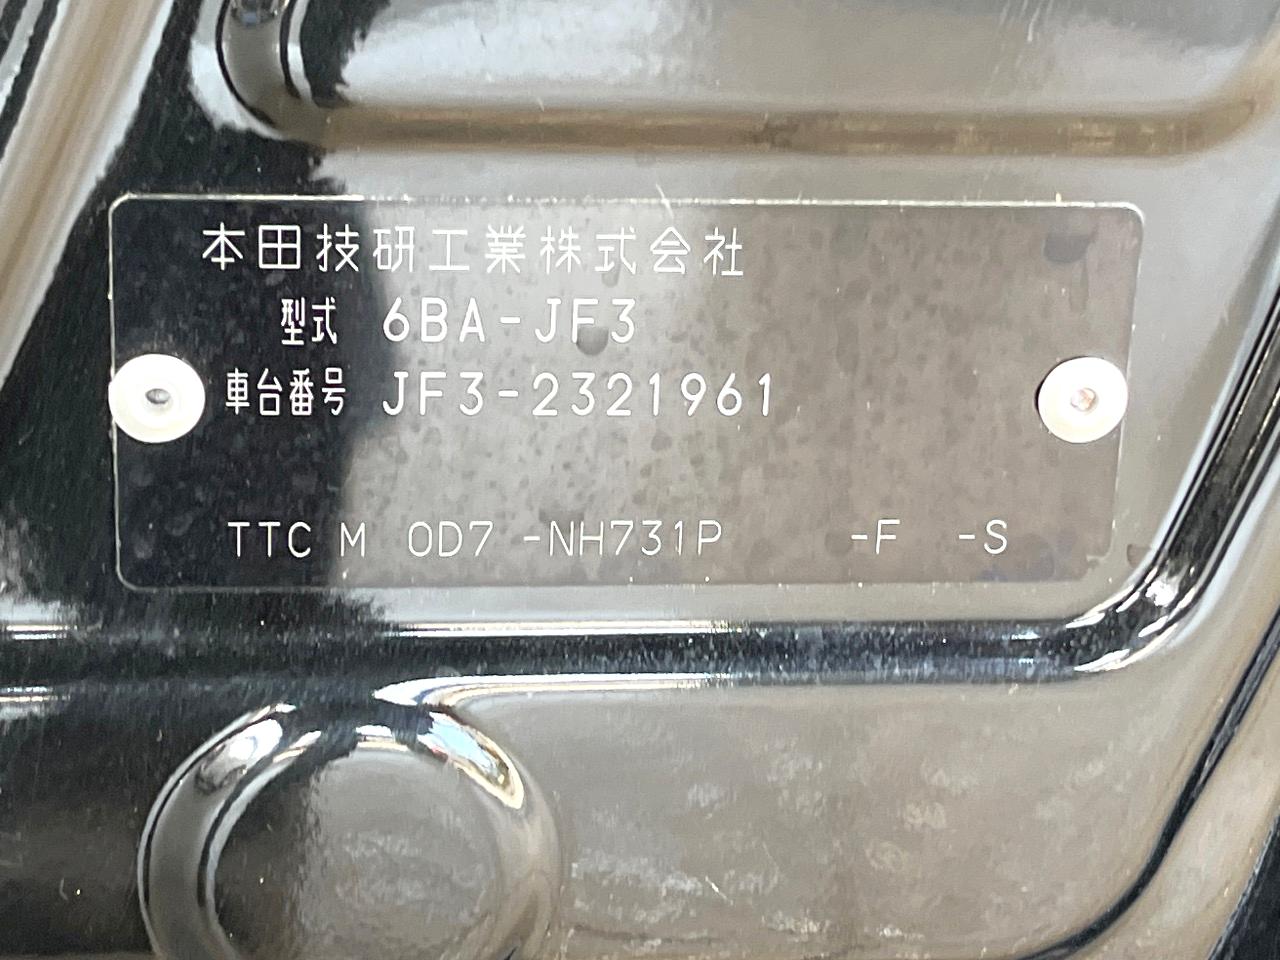 本田技研工業株式会社
型式 6BA-JF3
車台番号 JF3-2321961
TTC M 0D7 -NH731P -F -S